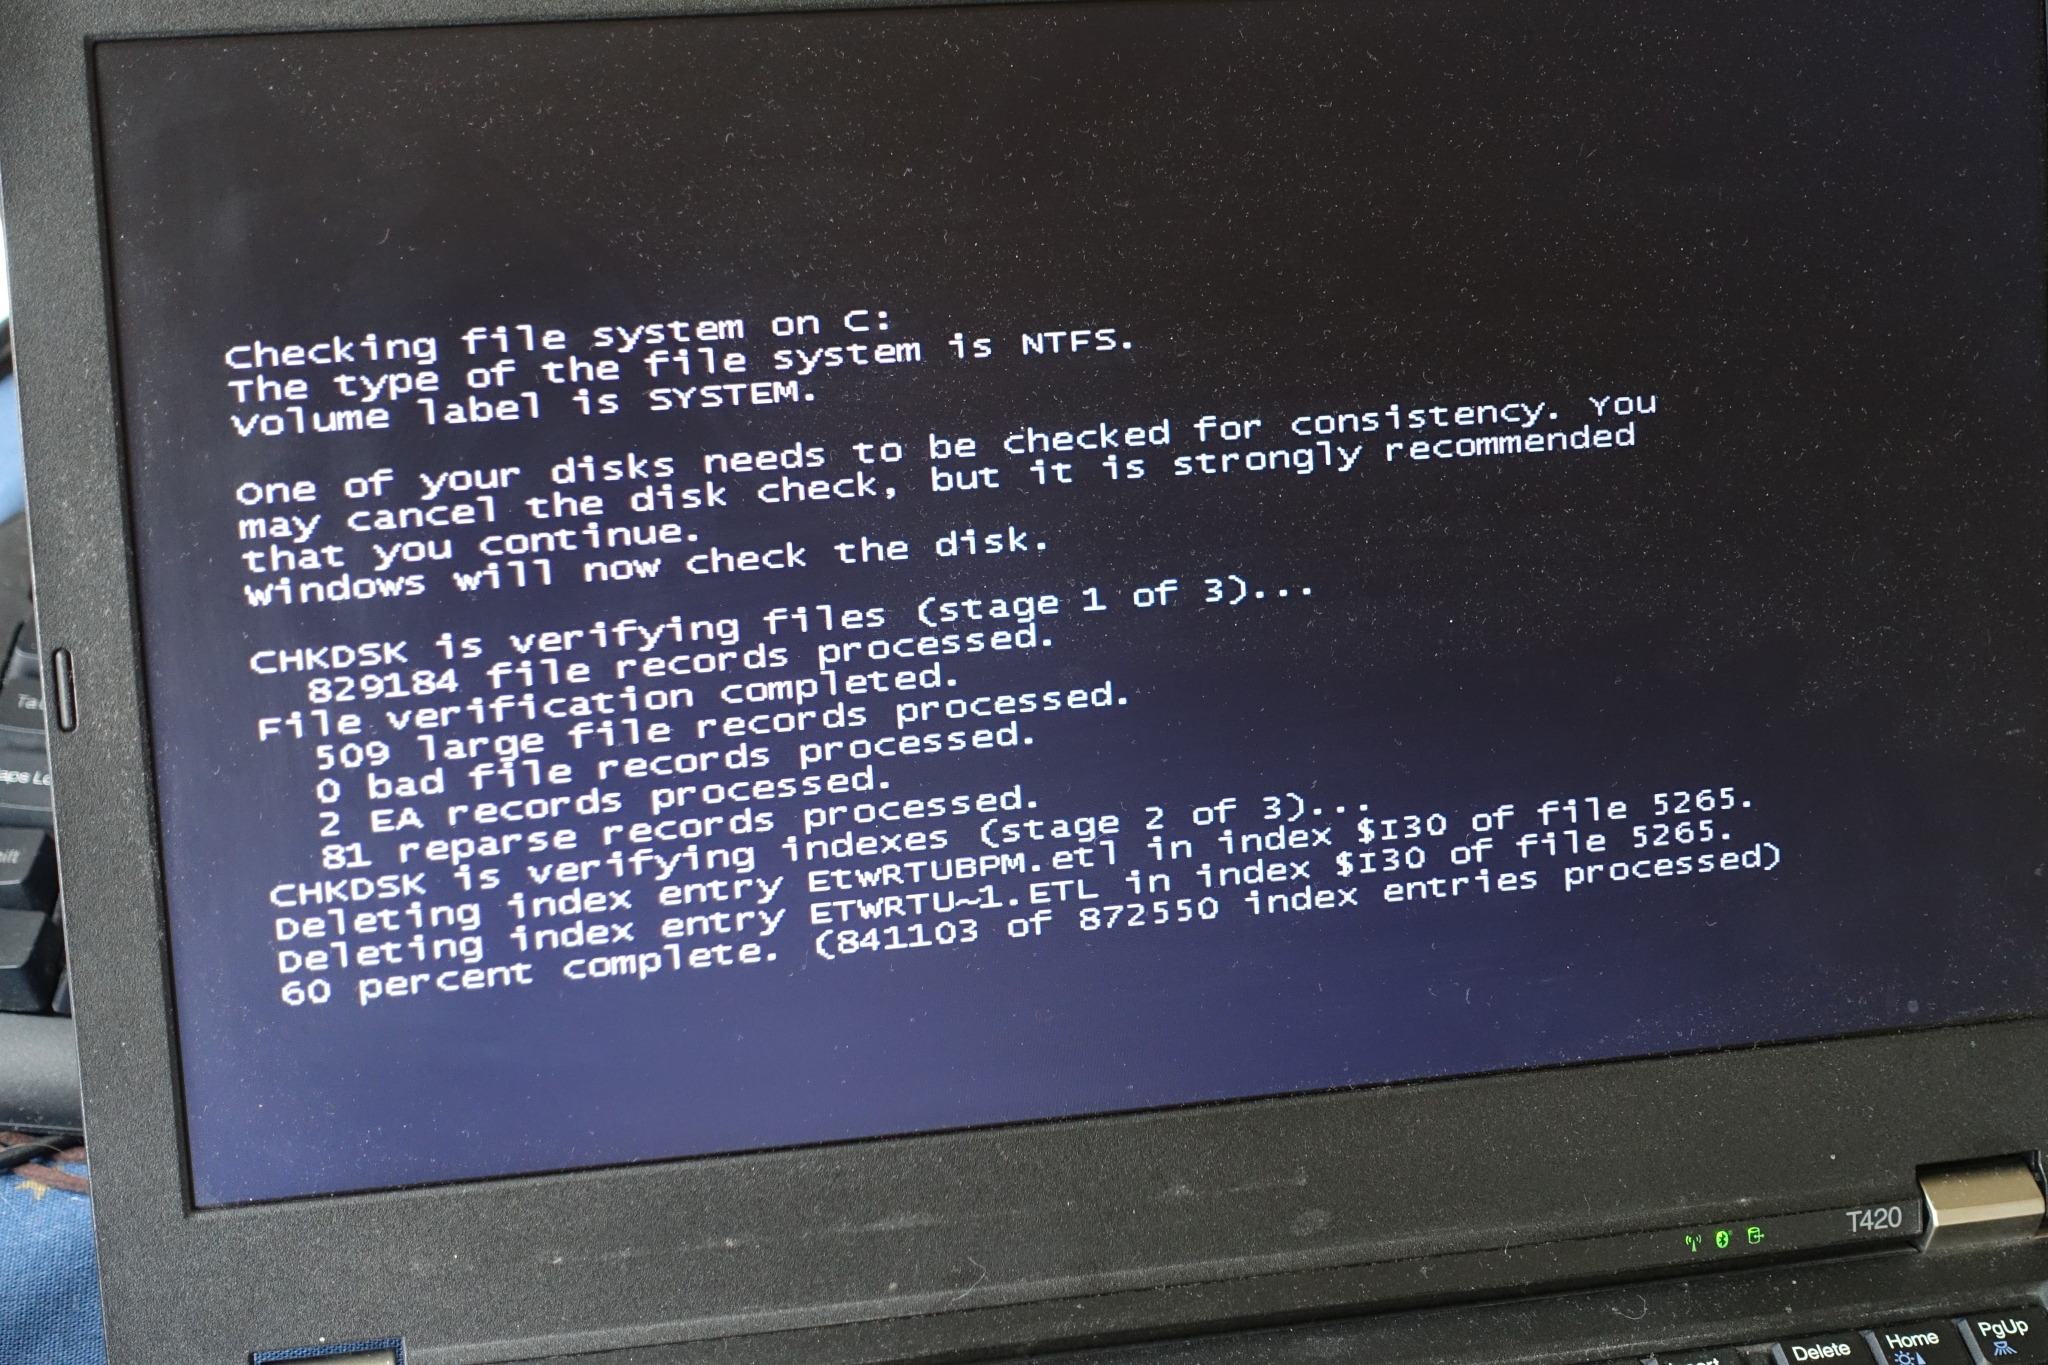 Checking file system on C:
The type of the file system is NTFS.
Volume label is SYSTEM.
One of your disks needs to be checked for consistency. You
may cancel the disk check, but it is strongly recommended
that you continue.
Windows will now check the disk.
CHKDSK is verifying files (stage 1 of 3)...
829184 file records processed.
File verification completed.
509 large file records processed.
0 bad file records processed.
2 EA records processed.
81 reparse records processed.
CHKDSK is verifying indexes (stage 2 of 3)...
Deleting index entry EtwRTUBPM.etl in index $I30 of file 5265.
Deleting index entry ETWRTU~1.ETL in index $I30 of file 5265.
60 percent complete. (841103 of 872550 index entries processed)
T420
Delete
Home
PgUp